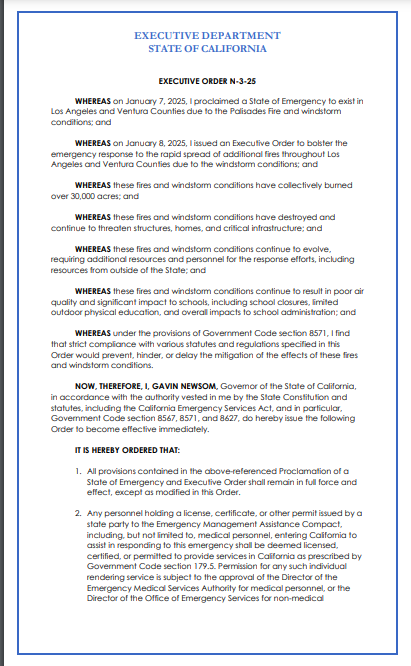 EXECUTIVE DEPARTMENT
STATE OF CALIFORNIA
EXECUTIVE ORDER N-3-25
WHEREAS on January 7, 2025, I proclaimed a State of Emergency to exist in
Los Angeles and Ventura Counties due to the Palisades Fire and windstorm
conditions; and
WHEREAS on January 8, 2025, I issued an Executive Order to bolster the
emergency response to the rapid spread of additional fires throughout Los
Angeles and Ventura Counties due to the windstorm conditions; and
WHEREAS these fires and windstorm conditions have collectively burned
over 30,000 acres; and
WHEREAS these fires and windstorm conditions have destroyed and
continue to threaten structures, homes, and critical infrastructure; and
WHEREAS these fires and windstorm conditions continue to evolve,
requiring additional resources and personnel for the response efforts, including
resources from outside of the State; and
WHEREAS these fires and windstorm conditions continue to result in poor air
quality and significant impact to schools, including school closures, limited
outdoor physical education, and overall impacts to school administration; and
WHEREAS under the provisions of Government Code section 8571, I find
that strict compliance with various statutes and regulations specified in this
Order would prevent, hinder, or delay the mitigation of the effects of these fires
and windstorm conditions.
NOW, THEREFORE, I, GAVIN NEWSOM, Governor of the State of California,
in accordance with the authority vested in me by the State Constitution and
statutes, including the California Emergency Services Act, and in particular,
Government Code section 8567, 8571, and 8627, do hereby issue the following
Order to become effective immediately.
IT IS HEREBY ORDERED THAT:
1. All provisions contained in the above-referenced Proclamation of a
State of Emergency and Executive Order shall remain in full force and
effect, except as modified in this Order.
2. Any personnel holding a license, certificate, or other permit issued by a
state party to the Emergency Management Assistance Compact,
including, but not limited to, medical personnel, entering California to
assist in responding to this emergency shall be deemed licensed,
certified, or permitted to provide services in California as prescribed by
Government Code section 179.5. Permission for any such individual
rendering service is subject to the approval of the Director of the
Emergency Medical Services Authority for medical personnel, or the
Director of the Office of Emergency Services for non-medical